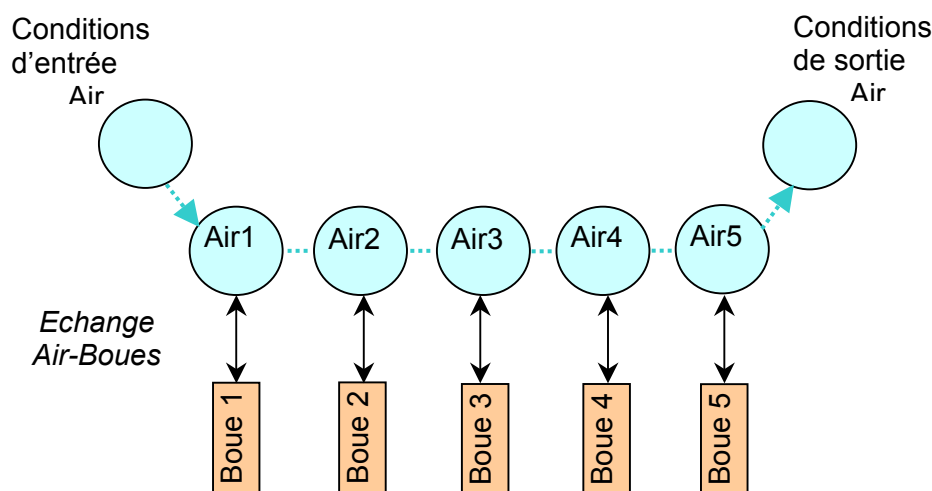 Conditions
d'entrée
Air
Conditions
de sortie
Air
Air1
Air2
Air3
Air4
Air5
Echange
Air-Boues
Boue 1
Boue 2
Boue 3
Boue 4
Boue 5